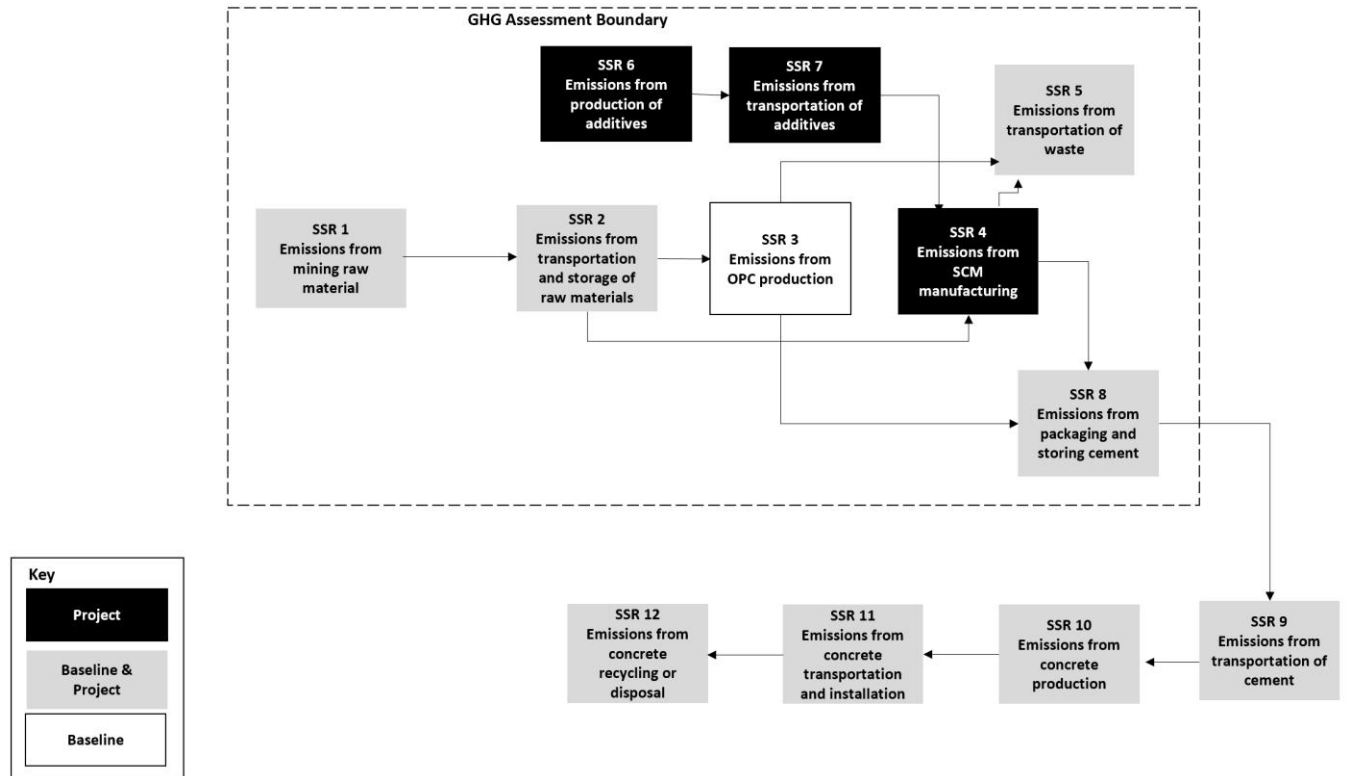 GHG Assessment Boundary
SSR 6
Emissions from
production of
additives
SSR 7
Emissions from
transportation of
additives
SSR 5
Emissions from
transportation of
waste
SSR 1
Emissions from
mining raw
material
SSR 2
Emissions from
transportation
and storage of
raw materials
SSR 3
Emissions from
OPC production
SSR 4
Emissions from
SCM
manufacturing
SSR 8
Emissions from
packaging and
storing cement
Key
Project
Baseline &
Project
Baseline
SSR 12
Emissions from
concrete
recycling or
disposal
SSR 11
Emissions from
concrete
transportation
and installation
SSR 10
Emissions from
concrete
production
SSR 9
Emissions from
transportation of
cement